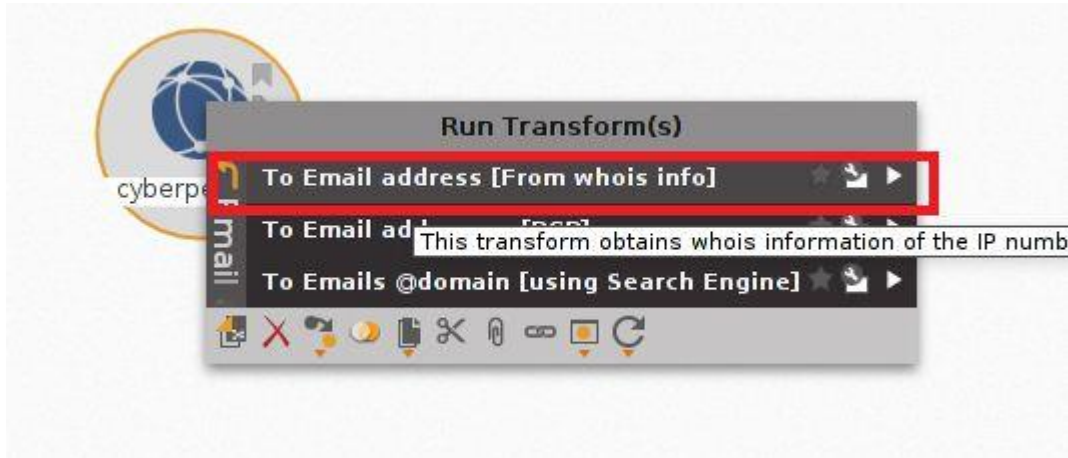 Run Transform(s)
To Email address [From whois info]
cyberpe
Email
To Email ad
This transform obtains whois information of the IP numb
To Emails @domain [using Search Engine]